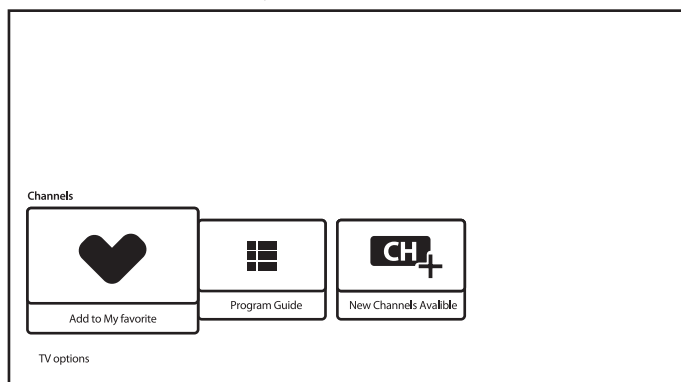 Channels
CH
Add to My favorite
Program Guide
New Channels Avalible
TV options